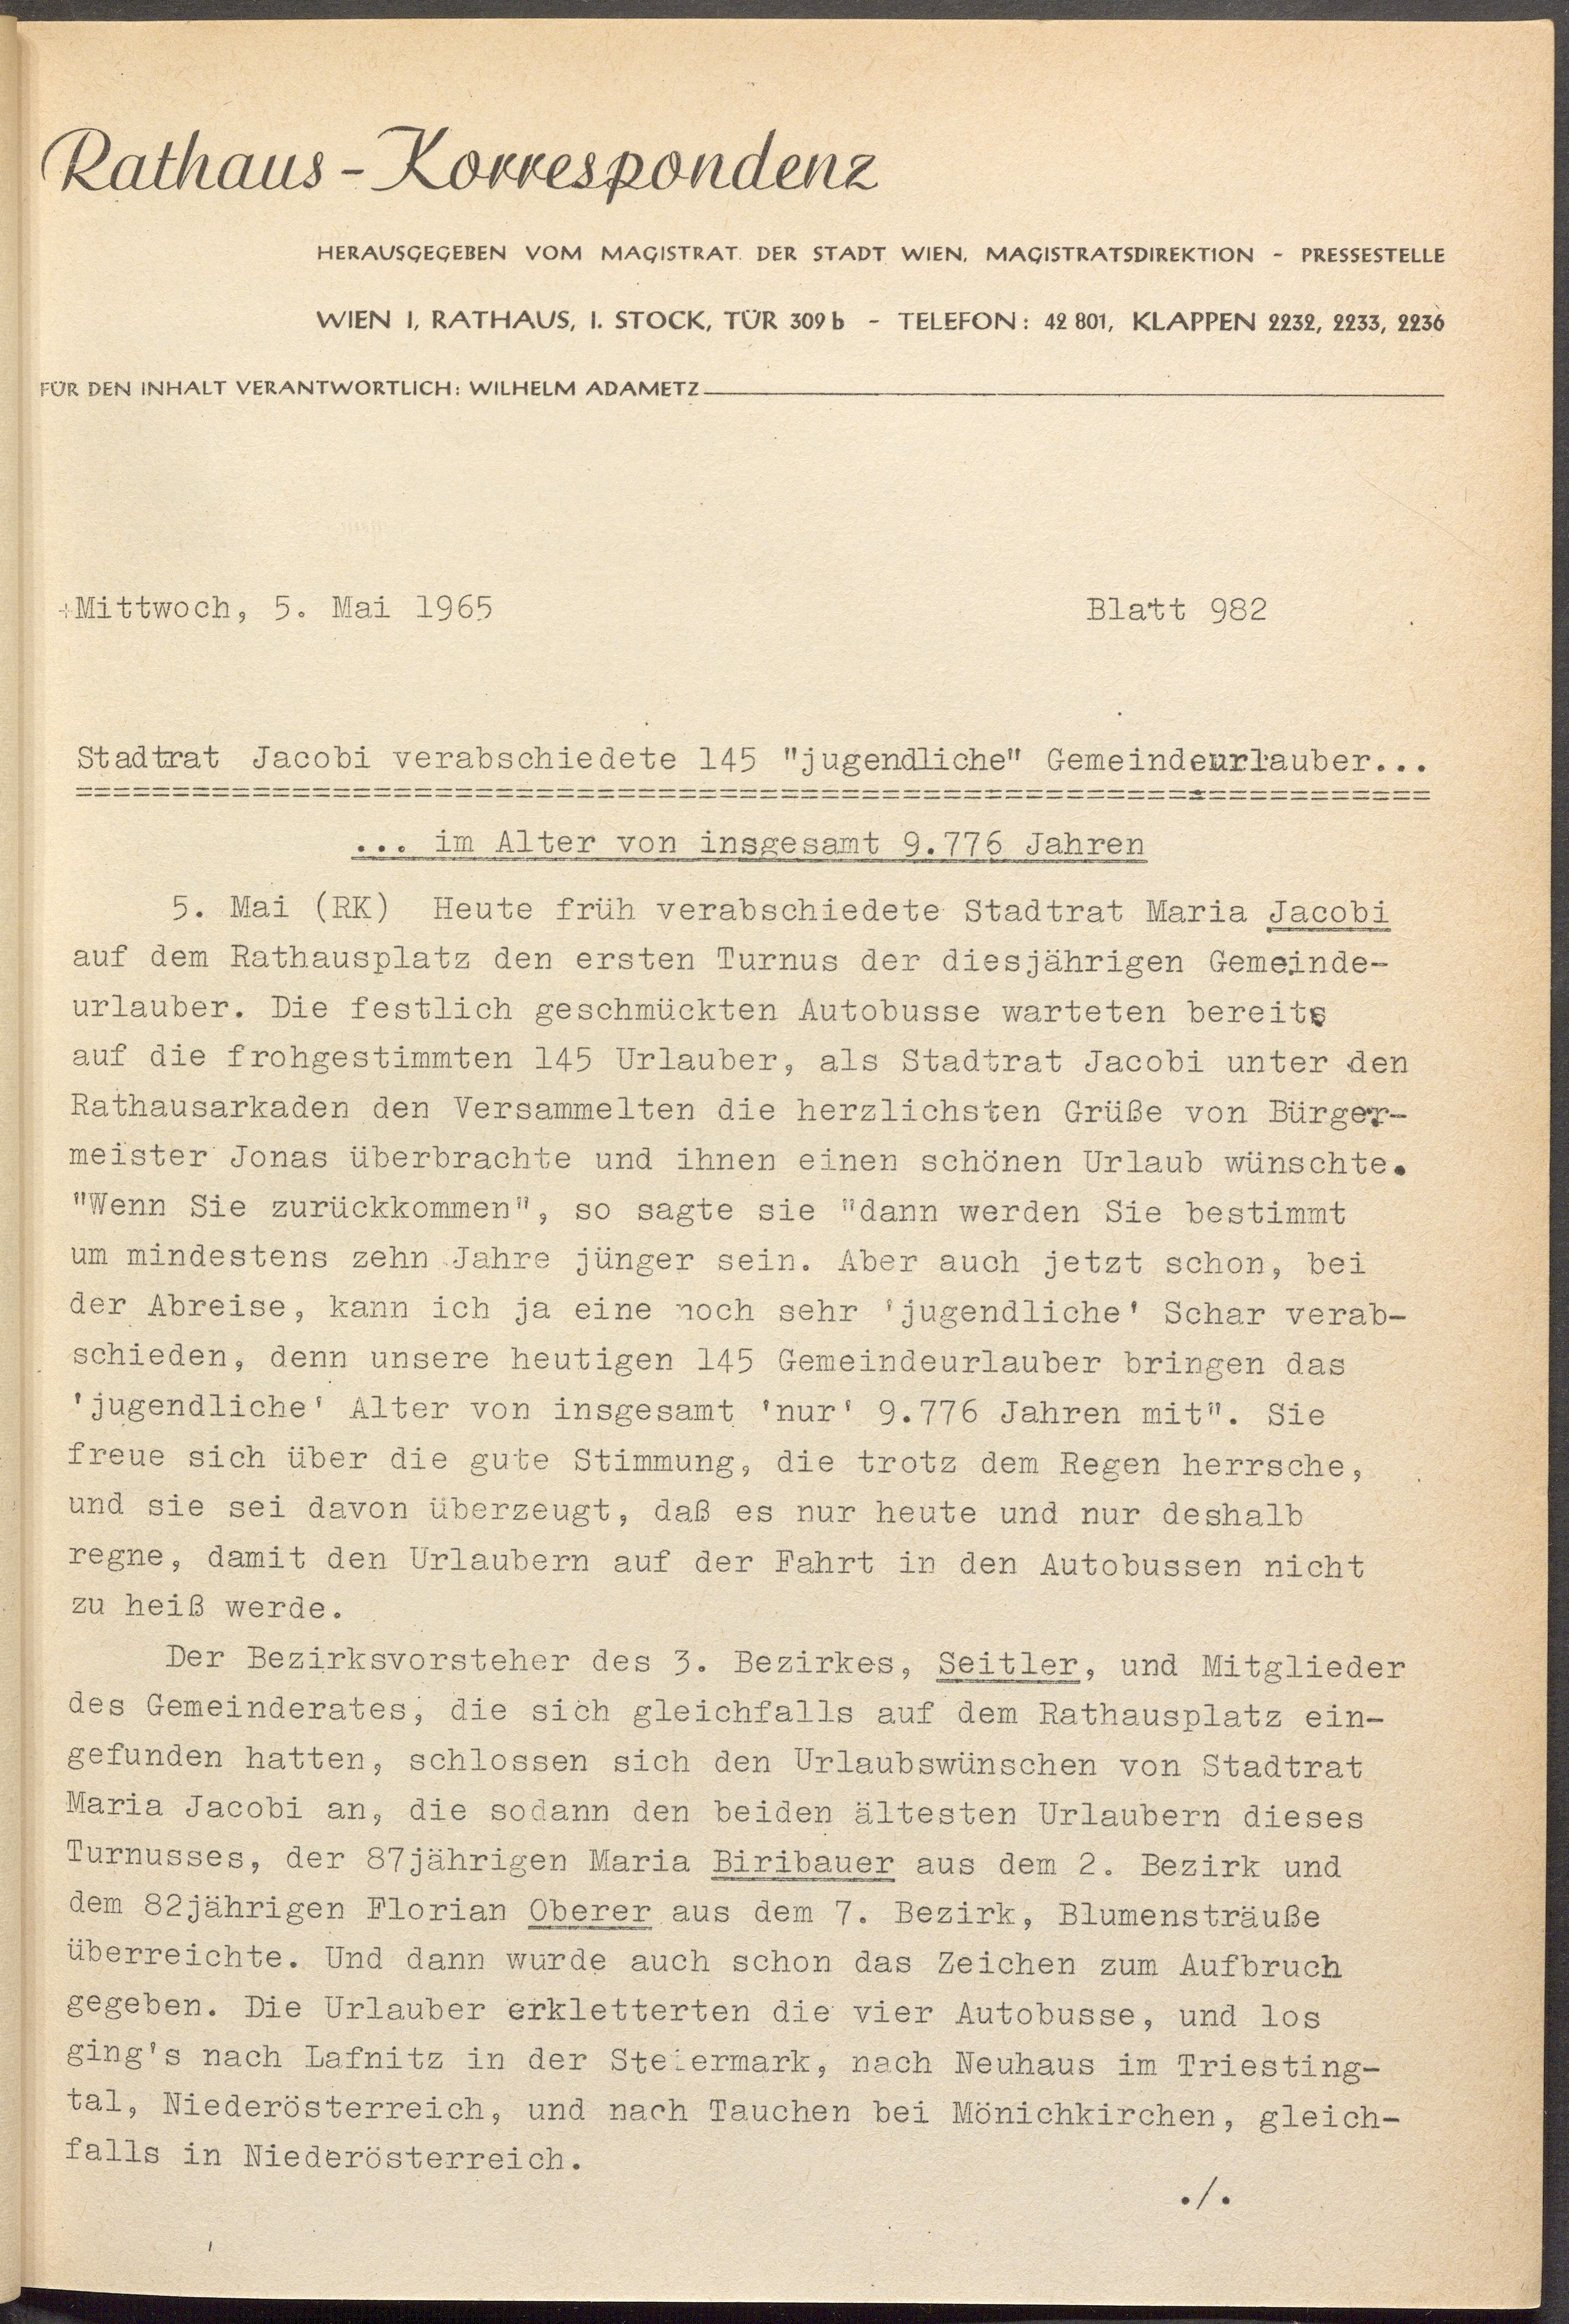 Rathaus-Korrespondenz
HERAUSGEGEBEN VOM MAGISTRAT DER STADT WIEN, MAGISTRATSDIREKTION - PRESSESTELLE
WIEN I, RATHAUS, I. STOCK, TÜR 309 b - TELEFON: 42 801, KLAPPEN 2232, 2233, 2236
FÜR DEN INHALT VERANTWORTLICH: WILHELM ADAMETZ
Mittwoch, 5. Mai 1965 Blatt 982
Stadtrat Jacobi verabschiedete 145 "jugendliche" Gemeindeurlauber...
... im Alter von insgesamt 9.776 Jahren
5. Mai (RK) Heute früh verabschiedete Stadtrat Maria Jacobi
auf dem Rathausplatz den ersten Turnus der diesjährigen Gemeinde-
urlauber. Die festlich geschmückten Autobusse warteten bereits
auf die frohgestimmten 145 Urlauber, als Stadtrat Jacobi unter den
Rathausarkaden den Versammelten die herzlichsten Grüße von Bürger-
meister Jonas überbrachte und ihnen einen schönen Urlaub wünschte.
"Wenn Sie zurückkommen", so sagte sie "dann werden Sie bestimmt
um mindestens zehn Jahre jünger sein. Aber auch jetzt schon, bei
der Abreise, kann ich ja eine noch sehr 'jugendliche' Schar verab-
schieden, denn unsere heutigen 145 Gemeindeurlauber bringen das
'jugendliche' Alter von insgesamt 'nur' 9.776 Jahren mit". Sie
freue sich über die gute Stimmung, die trotz dem Regen herrsche,
und sie sei davon überzeugt, daß es nur heute und nur deshalb
regne, damit den Urlaubern auf der Fahrt in den Autobussen nicht
zu heiß werde.
Der Bezirksvorsteher des 3. Bezirkes, Seitler, und Mitglieder
des Gemeinderates, die sich gleichfalls auf dem Rathausplatz ein-
gefunden hatten, schlossen sich den Urlaubswünschen von Stadtrat
Maria Jacobi an, die sodann den beiden ältesten Urlaubern dieses
Turnusses, der 87jährigen Maria Biribauer aus dem 2. Bezirk und
dem 82jährigen Florian Oberer aus dem 7. Bezirk, Blumensträuße
überreichte. Und dann wurde auch schon das Zeichen zum Aufbruch
gegeben. Die Urlauber erkletterten die vier Autobusse, und los
ging's nach Lafnitz in der Steiermark, nach Neuhaus im Triesting-
tal, Niederösterreich, und nach Tauchen bei Mönichkirchen, gleich-
falls in Niederösterreich.
./.